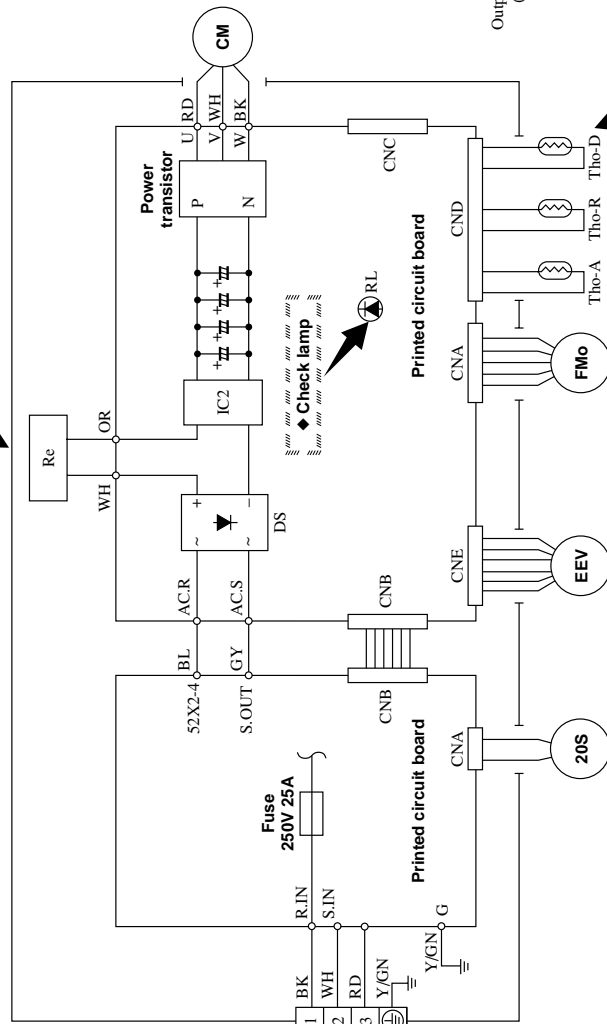 Outp
CM
U RD
V WH
W BK
Power
transistor
P
N
CNC
Tho-D
Tho-R
Tho-A
CND
Printed circuit board
RL
◆ Check lamp
IC2
Re
OR
WH
+
−
~
~
DS
CNA
FMo
CNE
EEV
AC.R
AC.S
CNB
CNB
BL
GY
52X2-4
S.OUT
Fuse
250V 25A
Printed circuit board
CNA
20S
R.IN
S.IN
G
BK
WH
RD
Y/GN
Y/GN
1
2
3
+
+
+
+